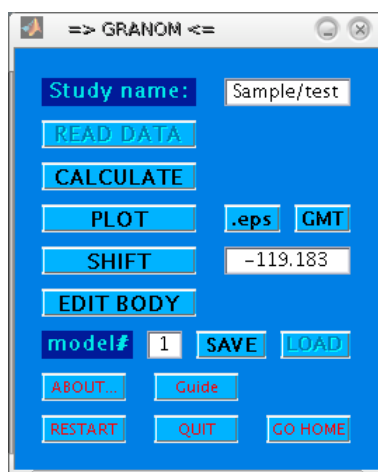 => GRANOM <=
Study name: Sample/test
READ DATA
CALCULATE
PLOT .eps GMT
SHIFT -119.183
EDIT BODY
model# 1 SAVE LOAD
ABOUT... Guide
RESTART QUIT GO HOME